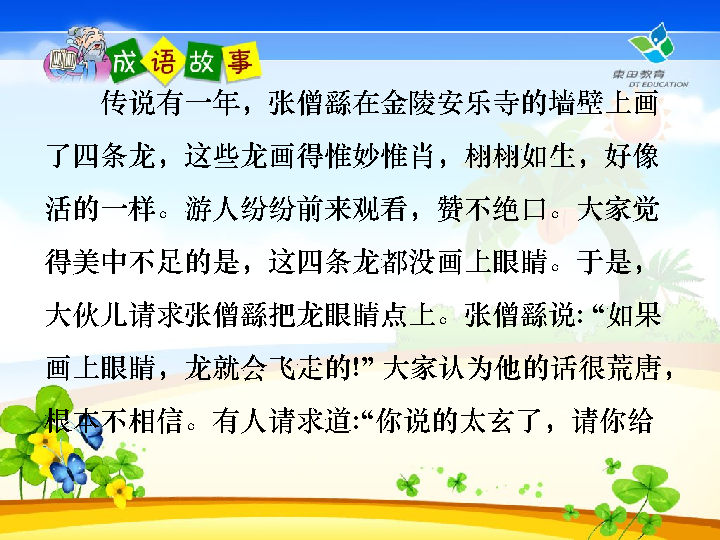 成语故事
東田教育
DT EDUCATION
传说有一年，张僧繇在金陵安乐寺的墙壁上画
了四条龙，这些龙画得惟妙惟肖，栩栩如生，好像
活的一样。游人纷纷前来观看，赞不绝口。大家觉
得美中不足的是，这四条龙都没画上眼睛。于是，
大伙儿请求张僧繇把龙眼睛点上。张僧繇说：“如果
画上眼睛，龙就会飞走的!”大家认为他的话很荒唐，
根本不相信。有人请求道:“你说的太玄了，请你给